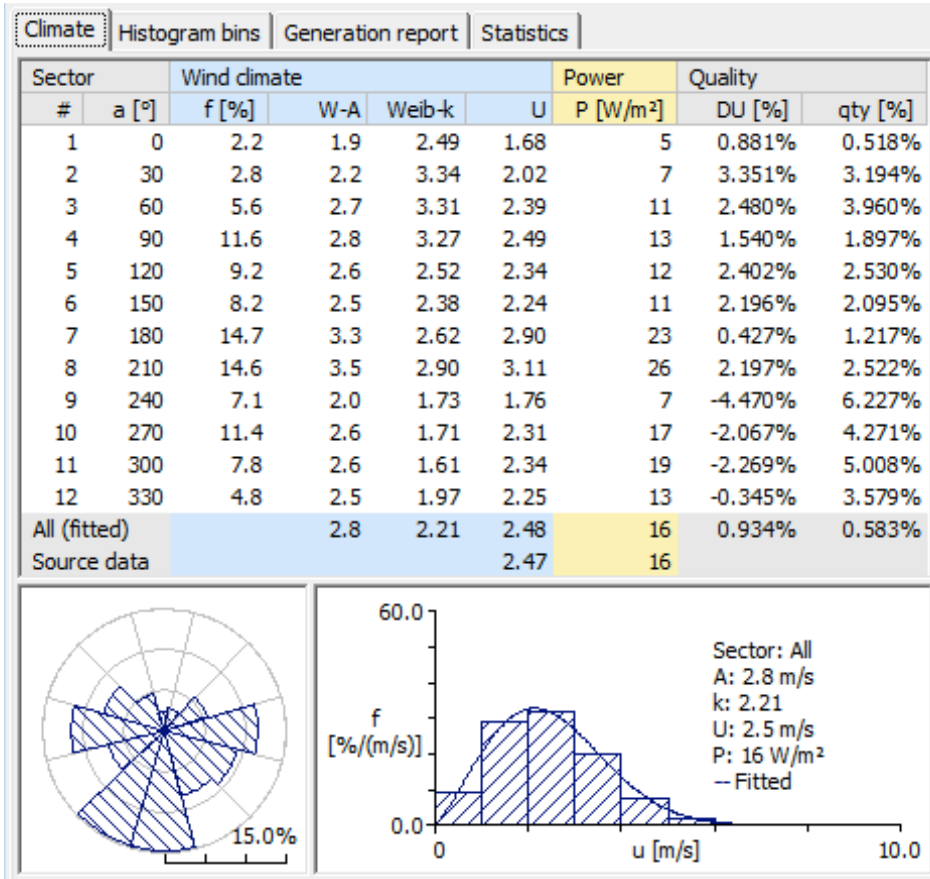 Climate Histogram bins Generation report Statistics
Sector Wind climate Power Quality
# a [°] f [%] W-A Weib-k U P [W/m²] DU [%] qty [%]
1 0 2.2 1.9 2.49 1.68 5 0.881% 0.518%
2 30 2.8 2.2 3.34 2.02 7 3.351% 3.194%
3 60 5.6 2.7 3.31 2.39 11 2.480% 3.960%
4 90 11.6 2.8 3.27 2.49 13 1.540% 1.897%
5 120 9.2 2.6 2.52 2.34 12 2.402% 2.530%
6 150 8.2 2.5 2.38 2.24 11 2.196% 2.095%
7 180 14.7 3.3 2.62 2.90 23 0.427% 1.217%
8 210 14.6 3.5 2.90 3.11 26 2.197% 2.522%
9 240 7.1 2.0 1.73 1.76 7 -4.470% 6.227%
10 270 11.4 2.6 1.71 2.31 17 -2.067% 4.271%
11 300 7.8 2.6 1.61 2.34 19 -2.269% 5.008%
12 330 4.8 2.5 1.97 2.25 13 -0.345% 3.579%
All (fitted) 2.8 2.21 2.48 16 0.934% 0.583%
Source data 2.47 16
15.0%
60.0
f
[%/(m/s)]
0.0
0 u [m/s] 10.0
Sector: All
A: 2.8 m/s
k: 2.21
U: 2.5 m/s
P: 16 W/m²
-- Fitted